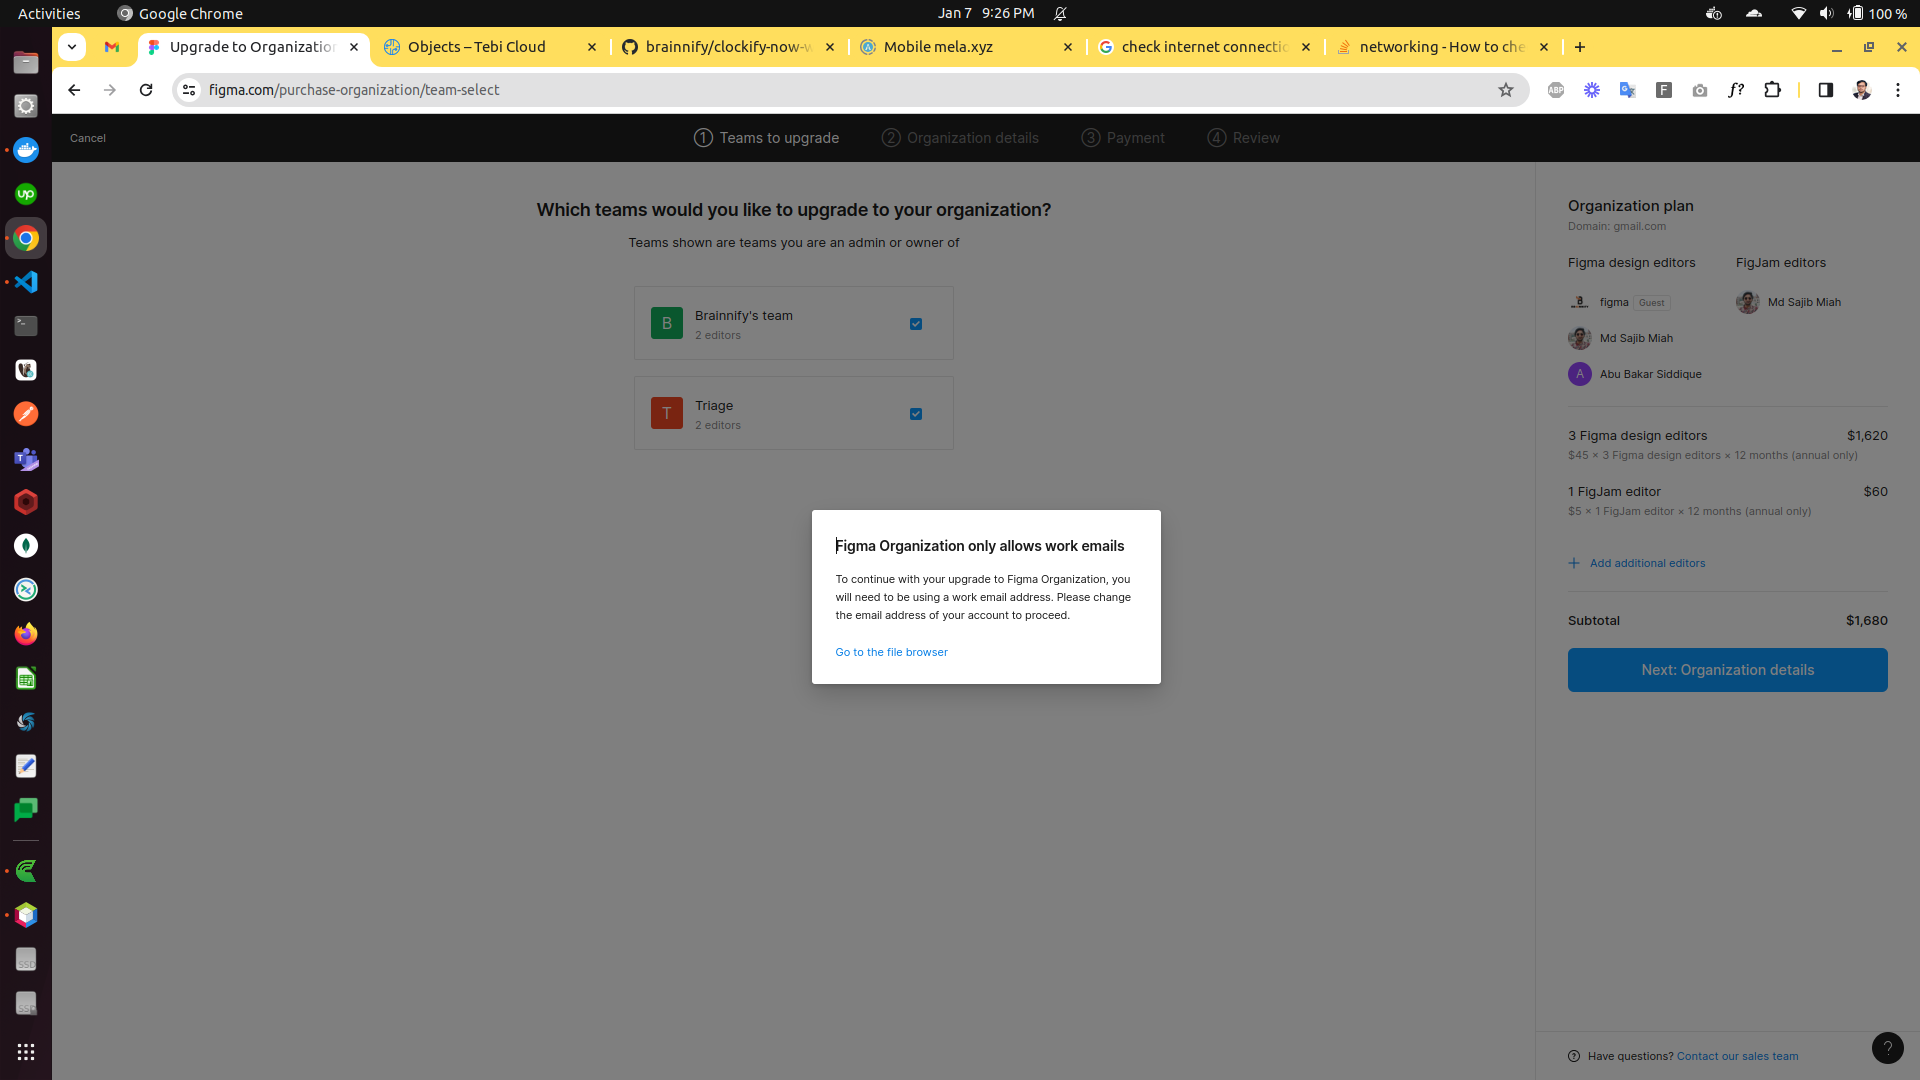 Activities
Google Chrome
Jan 7 9:26 PM
100 %
Upgrade to Organizatio
Objects – Tebi Cloud
brainnify/clockify-now-w
Mobile mela.xyz
check internet connectio
networking - How to che
figma.com/purchase-organization/team-select
ABP
F
f?
Cancel
1 Teams to upgrade
2 Organization details
3 Payment
4 Review
Which teams would you like to upgrade to your organization?
Teams shown are teams you are an admin or owner of
B
Brainnify's team
2 editors
T
Triage
2 editors
Figma Organization only allows work emails
To continue with your upgrade to Figma Organization, you
will need to be using a work email address. Please change
the email address of your account to proceed.
Go to the file browser
Organization plan
Domain: gmail.com
Figma design editors
FigJam editors
figma Guest
Md Sajib Miah
Md Sajib Miah
A
Abu Bakar Siddique
3 Figma design editors
$1,620
$45 × 3 Figma design editors × 12 months (annual only)
1 FigJam editor
$60
$5 × 1 FigJam editor × 12 months (annual only)
Add additional editors
Subtotal
$1,680
Next: Organization details
Have questions? Contact our sales team
?
up
SSD
SSD